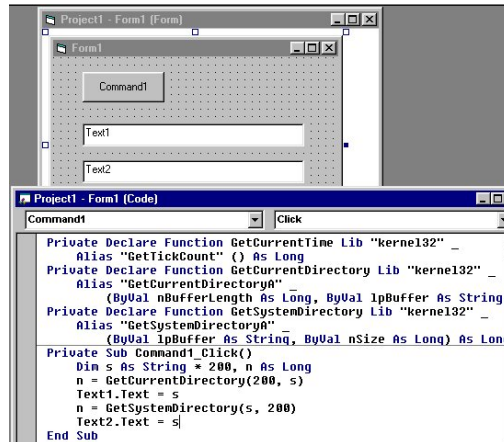 Project1 - Form1 (Form)
Form1
Command1
Text1
Text2
Project1 - Form1 (Code)
Command1 Click
Private Declare Function GetCurrentTime Lib "kernel32" _
Alias "GetTickCount" () As Long
Private Declare Function GetCurrentDirectory Lib "kernel32" _
Alias "GetCurrentDirectoryA" _
(ByVal nBufferLength As Long, ByVal lpBuffer As String
Private Declare Function GetSystemDirectory Lib "kernel32" _
Alias "GetSystemDirectoryA" _
(ByVal lpBuffer As String, ByVal nSize As Long) As Lon
Private Sub Command1_Click()
Dim s As String * 200, n As Long
n = GetCurrentDirectory(200, s)
Text1.Text = s
n = GetSystemDirectory(s, 200)
Text2.Text = s
End Sub